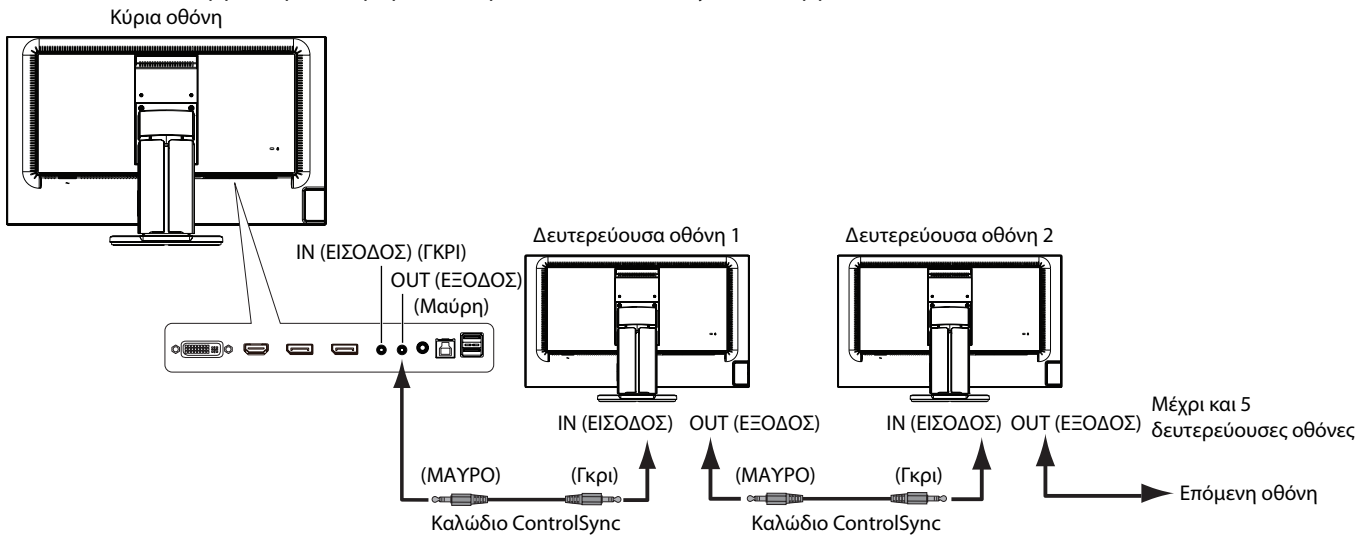 Κύρια οθόνη
IN (ΕΙΣΟΔΟΣ) (ΓΚΡΙ)
OUT (ΕΞΟΔΟΣ)
(Μαύρη)
Δευτερεύουσα οθόνη 1
Δευτερεύουσα οθόνη 2
IN (ΕΙΣΟΔΟΣ)
OUT (ΕΞΟΔΟΣ)
IN (ΕΙΣΟΔΟΣ)
OUT (ΕΞΟΔΟΣ)
Μέχρι και 5
δευτερεύουσες οθόνες
(ΜΑΥΡΟ)
(Γκρι)
(ΜΑΥΡΟ)
(Γκρι)
Επόμενη οθόνη
Καλώδιο ControlSync
Καλώδιο ControlSync